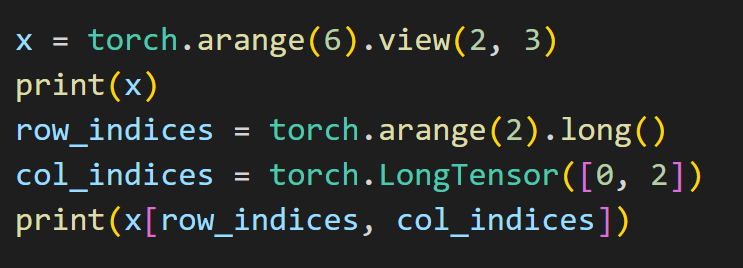 x = torch.arange(6).view(2, 3)
print(x)
row_indices = torch.arange(2).long()
col_indices = torch.LongTensor([0, 2])
print(x[row_indices, col_indices])